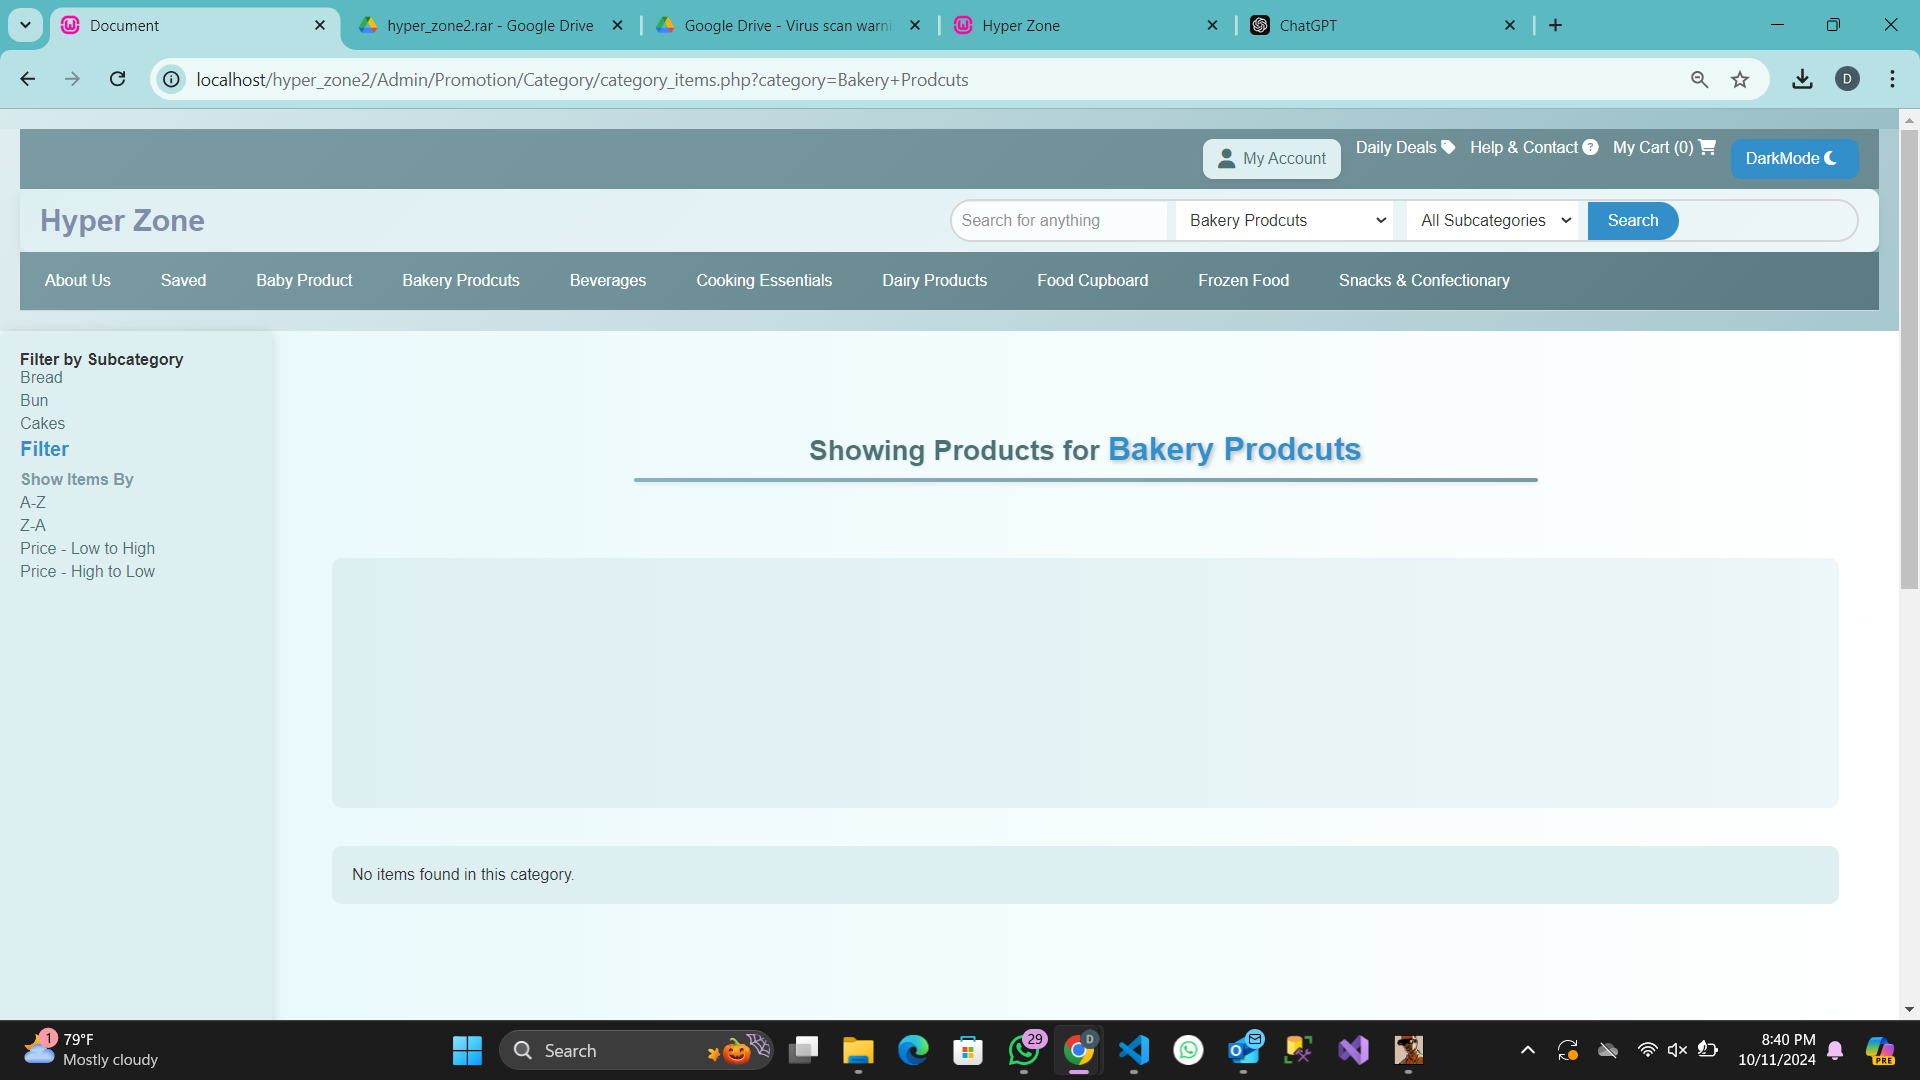 Document
hyper_zone2.rar - Google Drive
Google Drive - Virus scan warni
Hyper Zone
ChatGPT
localhost/hyper_zone2/Admin/Promotion/Category/category_items.php?category=Bakery+Prodcuts
D
My Account
Daily Deals
Help & Contact ?
My Cart (0)
DarkMode
Hyper Zone
Search for anything
Bakery Prodcuts
All Subcategories
Search
About Us
Saved
Baby Product
Bakery Prodcuts
Beverages
Cooking Essentials
Dairy Products
Food Cupboard
Frozen Food
Snacks & Confectionary
Filter by Subcategory
Bread
Bun
Cakes
Filter
Show Items By
A-Z
Z-A
Price - Low to High
Price - High to Low
Showing Products for Bakery Prodcuts
No items found in this category.
1
79°F
Mostly cloudy
Search
29
D
8:40 PM
10/11/2024
PRE